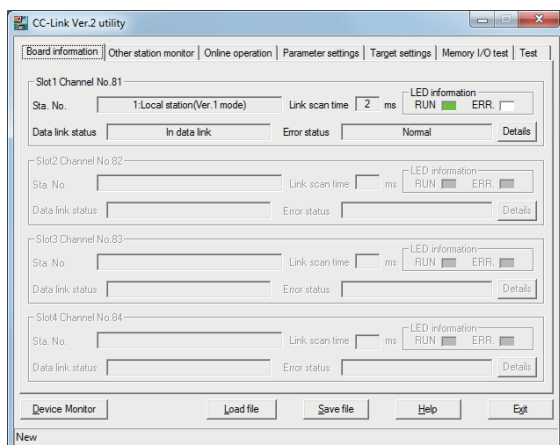 CC-Link Ver.2 utility
Board information Other station monitor Online operation Parameter settings Target settings Memory I/O test Test
Slot1 Channel No.81
LED information
Sta. No. 1:Local station(Ver.1 mode) Link scan time 2 ms RUN ERR.
Data link status In data link Error status Normal Details
Slot2 Channel No.82
LED information
Sta. No. Link scan time ms RUN ERR.
Data link status Error status Details
Slot3 Channel No.83
LED information
Sta. No. Link scan time ms RUN ERR.
Data link status Error status Details
Slot4 Channel No.84
LED information
Sta. No. Link scan time ms RUN ERR.
Data link status Error status Details
Device Monitor Load file Save file Help Exit
New